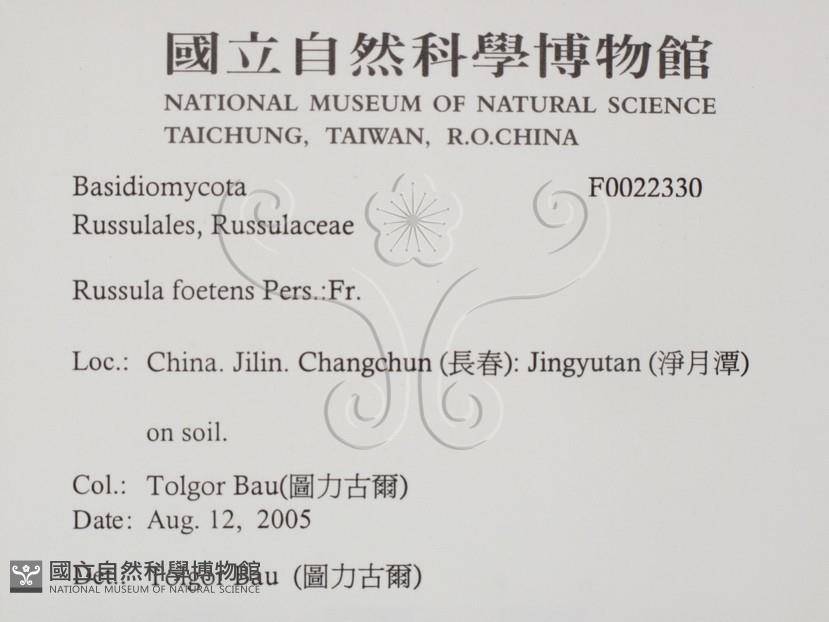 國立自然科學博物館
NATIONAL MUSEUM OF NATURAL SCIENCE
TAICHUNG, TAIWAN, R.O.CHINA
Basidiomycota F0022330
Russulales, Russulaceae
Russula foetens Pers.:Fr.
Loc.: China. Jilin. Changchun (長春): Jingyutan (淨月潭)
on soil.
Col.: Tolgor Bau(圖力古爾)
Date: Aug. 12, 2005
Det.: Tolgor Bau (圖力古爾)
國立自然科學博物館
NATIONAL MUSEUM OF NATURAL SCIENCE